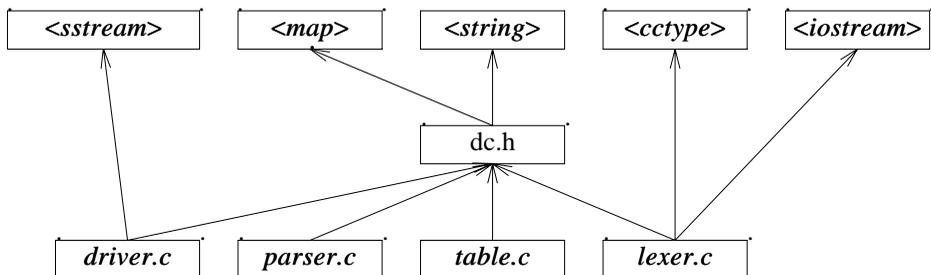 <sstream> <map> <string> <cctype> <iostream>
dc.h
driver.c parser.c table.c lexer.c